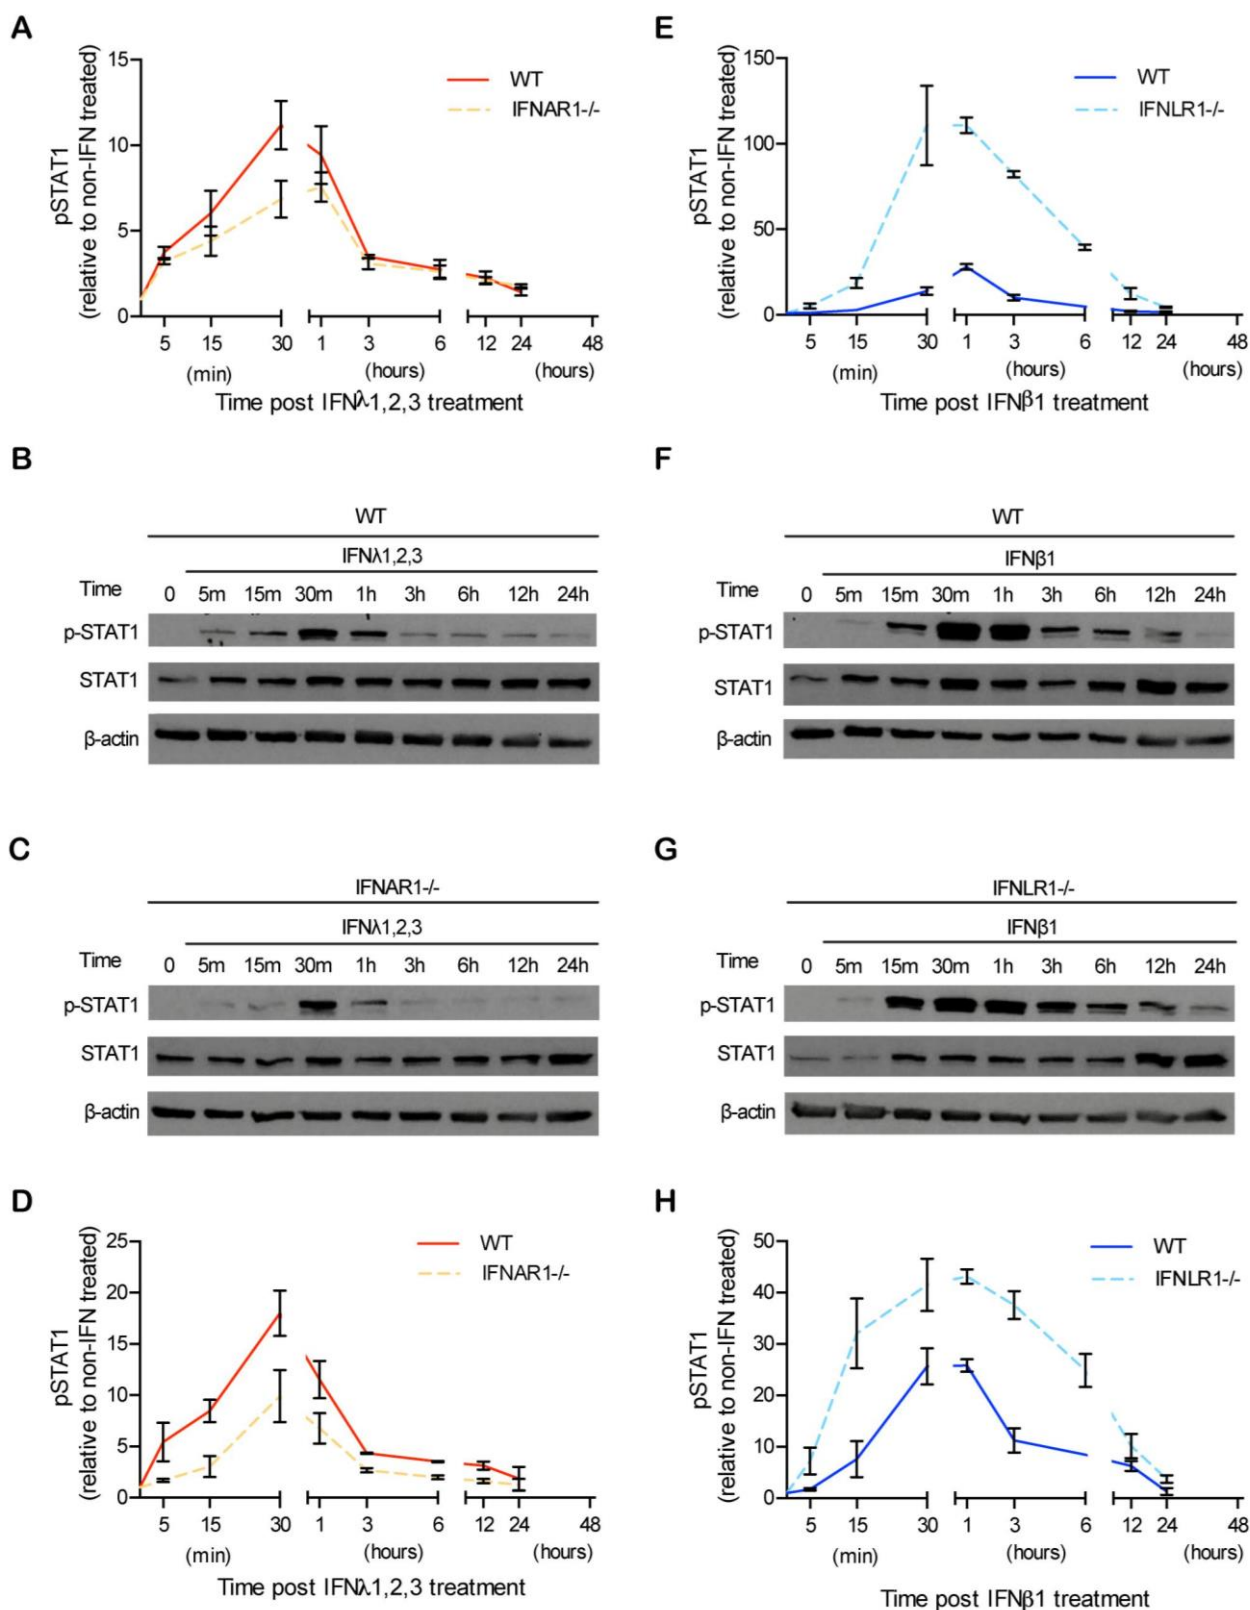 A
pSTAT1
(relative to non-IFN treated)
15
10
5
0
WT
IFNAR1-/-
5 15 30 1 3 6 12 24 48
(min) (hours) (hours)
Time post IFNλ1,2,3 treatment
E
pSTAT1
(relative to non-IFN treated)
150
100
50
0
WT
IFNLR1-/-
5 15 30 1 3 6 12 24 48
(min) (hours) (hours)
Time post IFNβ1 treatment
B
WT
IFNλ1,2,3
Time 0 5m 15m 30m 1h 3h 6h 12h 24h
p-STAT1
STAT1
β-actin
F
WT
IFNβ1
Time 0 5m 15m 30m 1h 3h 6h 12h 24h
p-STAT1
STAT1
β-actin
C
IFNAR1-/-
IFNλ1,2,3
Time 0 5m 15m 30m 1h 3h 6h 12h 24h
p-STAT1
STAT1
β-actin
G
IFNLR1-/-
IFNβ1
Time 0 5m 15m 30m 1h 3h 6h 12h 24h
p-STAT1
STAT1
β-actin
D
pSTAT1
(relative to non-IFN treated)
25
20
15
10
5
0
WT
IFNAR1-/-
5 15 30 1 3 6 12 24 48
(min) (hours) (hours)
Time post IFNλ1,2,3 treatment
H
pSTAT1
(relative to non-IFN treated)
50
40
30
20
10
0
WT
IFNLR1-/-
5 15 30 1 3 6 12 24 48
(min) (hours) (hours)
Time post IFNβ1 treatment